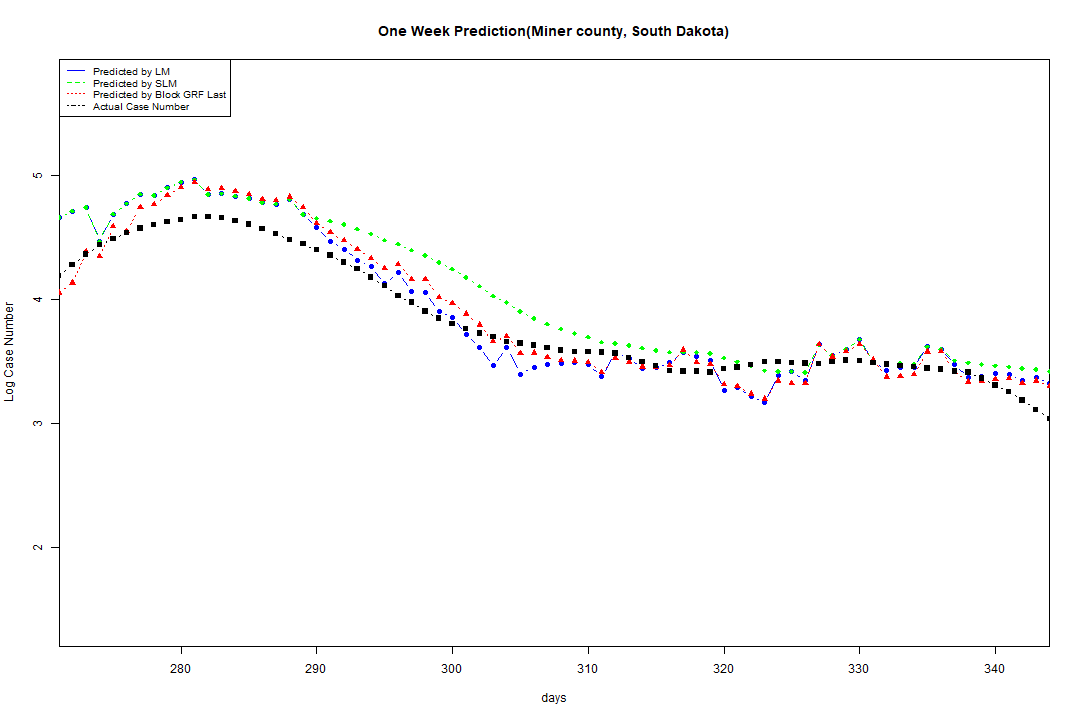 One Week Prediction(Miner county, South Dakota)
Predicted by LM
Predicted by SLM
Predicted by Block GRF Last
Actual Case Number
5
4
3
2
Log Case Number
280 290 300 310 320 330 340
days